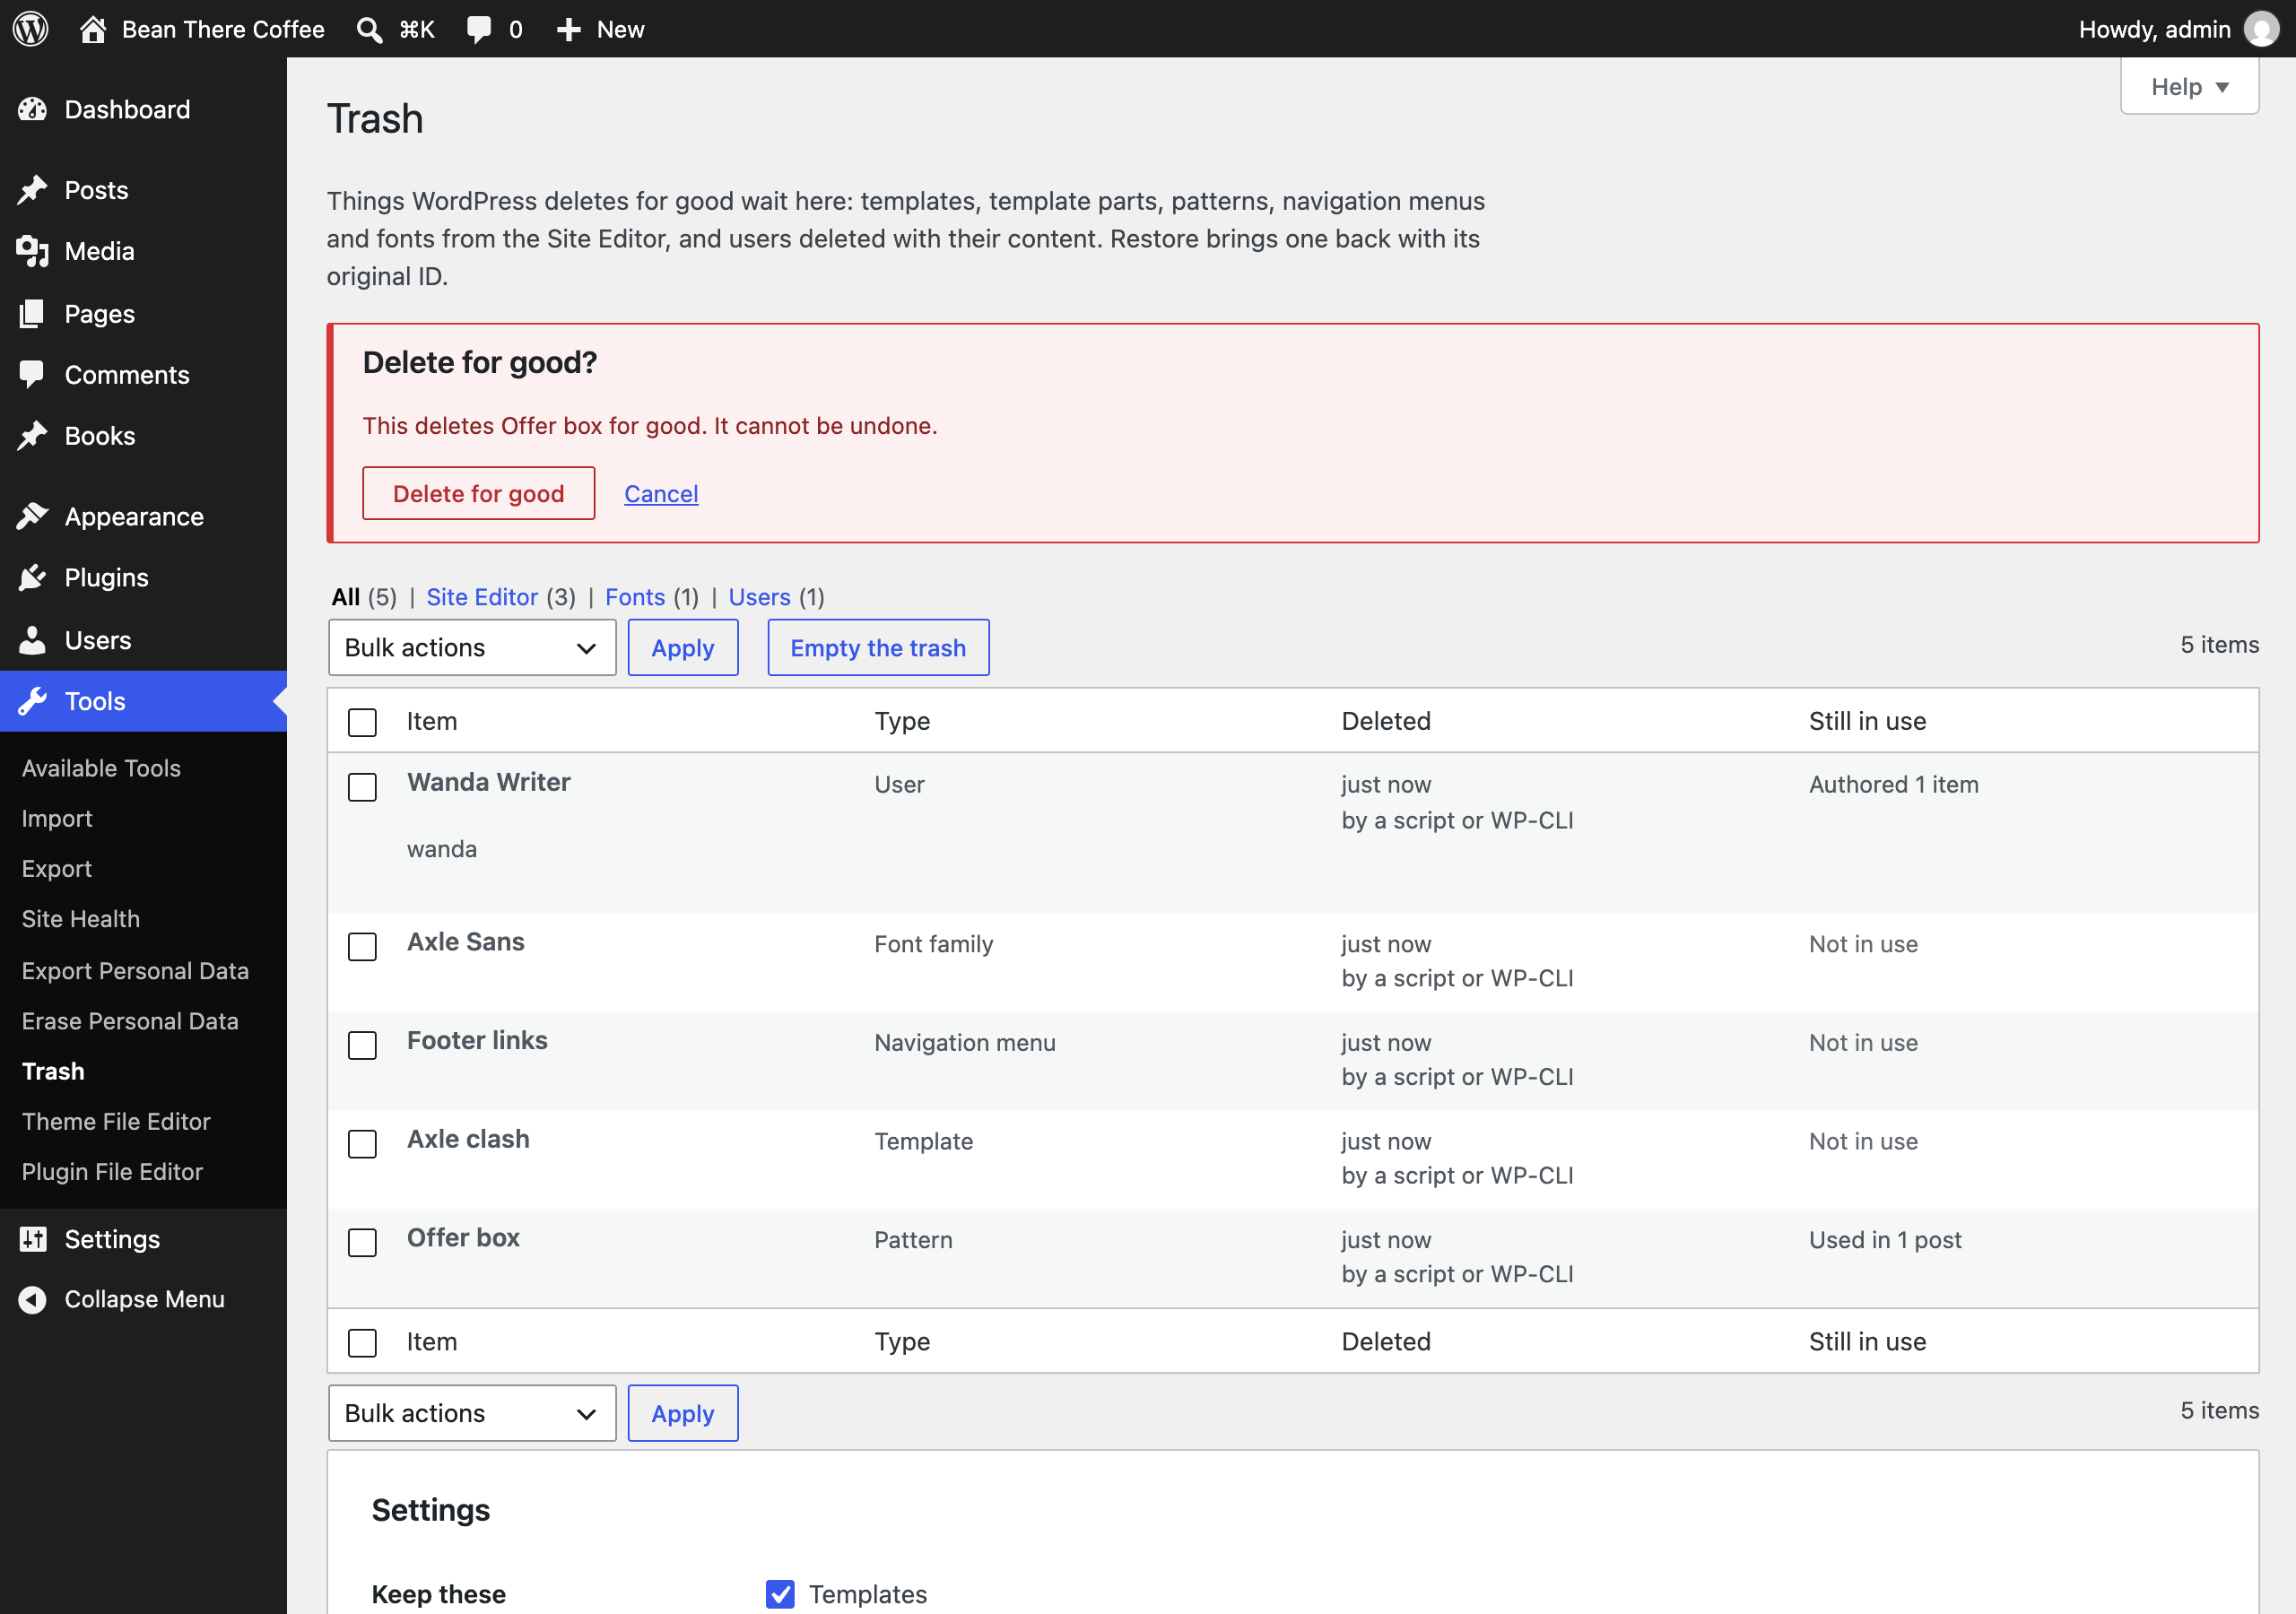 Bean There Coffee ⌘K 0 New Howdy, admin
Help ▼
Dashboard
Posts
Media
Pages
Comments
Books
Appearance
Plugins
Users
Tools
Available Tools
Import
Export
Site Health
Export Personal Data
Erase Personal Data
Trash
Theme File Editor
Plugin File Editor
Settings
Collapse Menu
Trash
Things WordPress deletes for good wait here: templates, template parts, patterns, navigation menus
and fonts from the Site Editor, and users deleted with their content. Restore brings one back with its
original ID.
Delete for good?
This deletes Offer box for good. It cannot be undone.
Delete for good Cancel
All (5) | Site Editor (3) | Fonts (1) | Users (1)
Bulk actions Apply Empty the trash 5 items
Item Type Deleted Still in use
Wanda Writer User just now Authored 1 item
by a script or WP-CLI
wanda
Axle Sans Font family just now Not in use
by a script or WP-CLI
Footer links Navigation menu just now Not in use
by a script or WP-CLI
Axle clash Template just now Not in use
by a script or WP-CLI
Offer box Pattern just now Used in 1 post
by a script or WP-CLI
Item Type Deleted Still in use
Bulk actions Apply 5 items
Settings
Keep these Templates